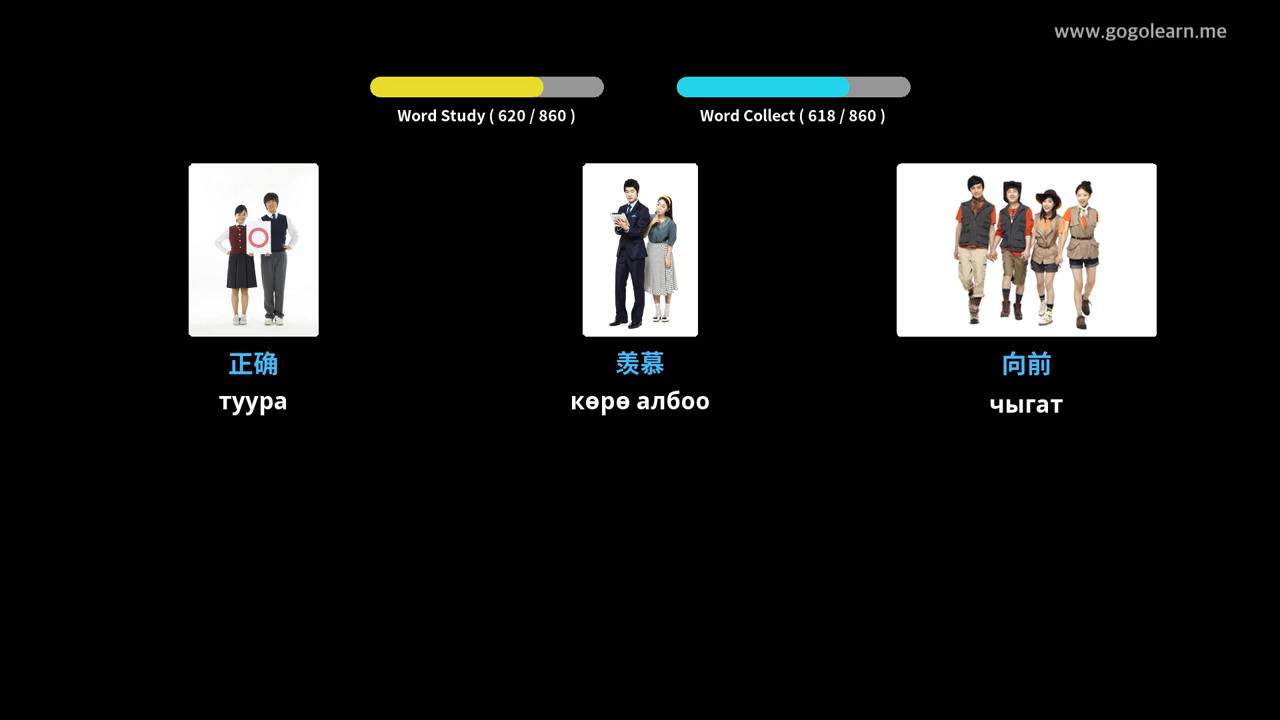 www.gogolearn.me
Word Study ( 620 / 860 )
Word Collect ( 618 / 860 )
正确
туура
羡慕
көрө албоо
向前
чыгат